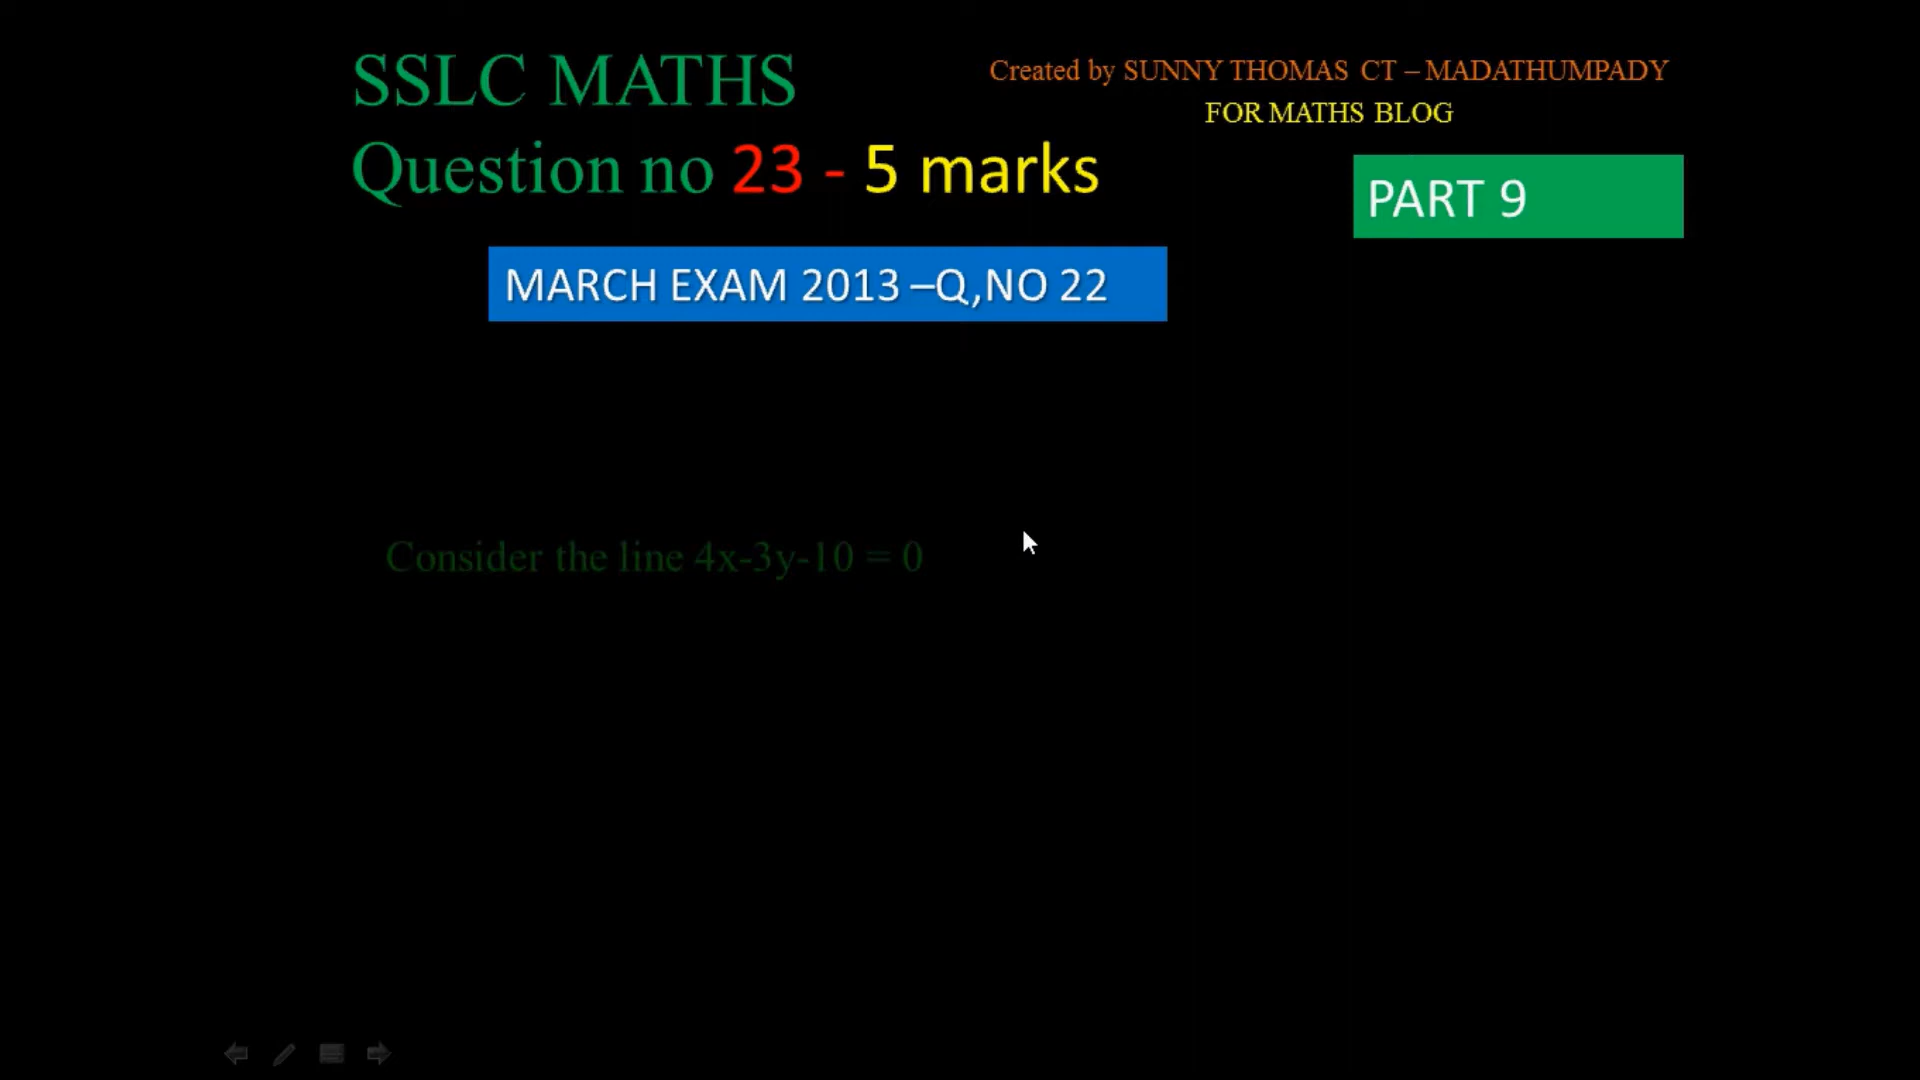 SSLC MATHS
Created by SUNNY THOMAS CT – MADATHUMPADY
FOR MATHS BLOG
Question no 23 - 5 marks
PART 9
MARCH EXAM 2013 –Q,NO 22
Consider the line 4x-3y-10 = 0